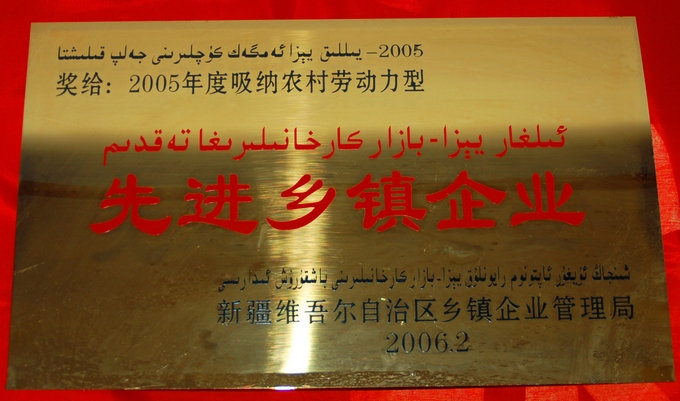 2005- يىللىق يېزا ئەمگەك كۈچلىرىنى جەلپ قىلىشتا
奖给：2005年度吸纳农村劳动力型
ئىلغار يېزا - بازار كارخانىلىرىغا تەقدىم
先进乡镇企业
شىنجاڭ ئۇيغۇر ئاپتونوم رايونلۇق يېزا - بازار كارخانىلىرىنى باشقۇرۇش ئىدارىسى
新疆维吾尔自治区乡镇企业管理局
2006.2